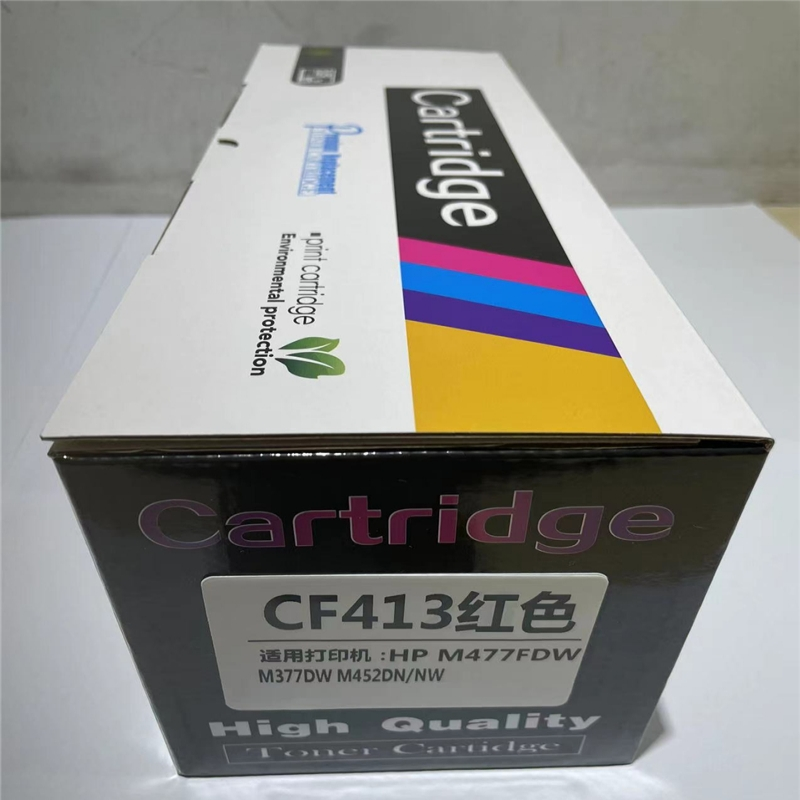 Cartridge
print cartridge
Environmental protection
Cartridge
CF413红色
适用打印机:HP M477FDW
M377DW M452DN/NW
High Quality
Toner Cartidge